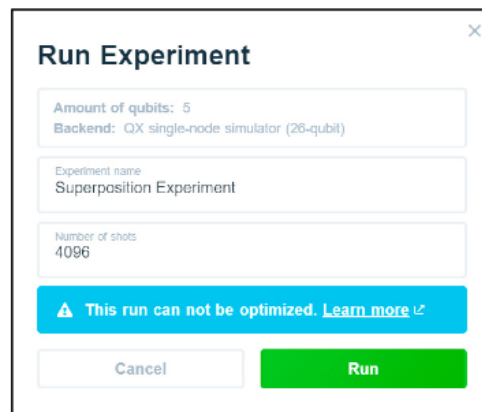 Run Experiment
Amount of qubits: 5
Backend: QX single-node simulator (26-qubit)
Experiment name
Superposition Experiment
Number of shots
4096
This run can not be optimized. Learn more
Cancel
Run